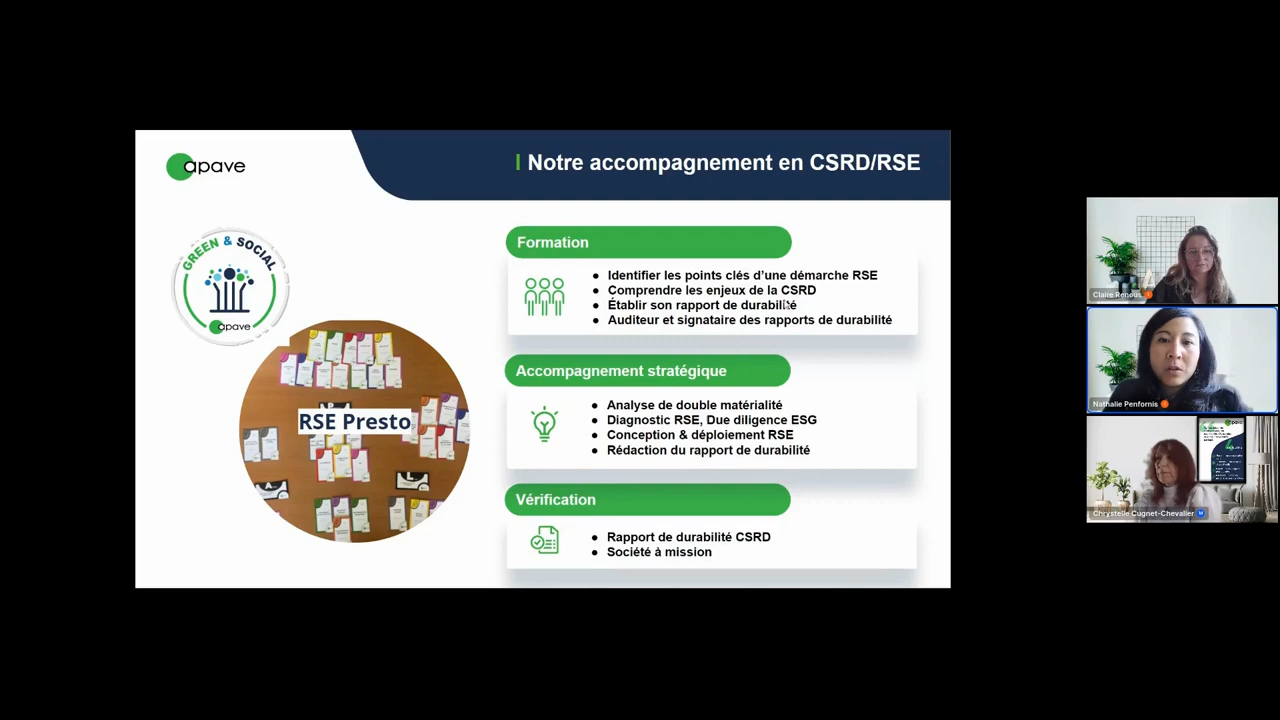 apave
Notre accompagnement en CSRD/RSE
GREEN & SOCIAL
apave
RSE Presto
Formation
● Identifier les points clés d'une démarche RSE
● Comprendre les enjeux de la CSRD
● Établir son rapport de durabilité
● Auditeur et signataire des rapports de durabilité
Accompagnement stratégique
● Analyse de double matérialité
● Diagnostic RSE, Due diligence ESG
● Conception & déploiement RSE
● Rédaction du rapport de durabilité
Vérification
● Rapport de durabilité CSRD
● Société à mission
Claire Renous
Nathalie Penfornis
apave
Chrystelle Cugnet-Chevalier